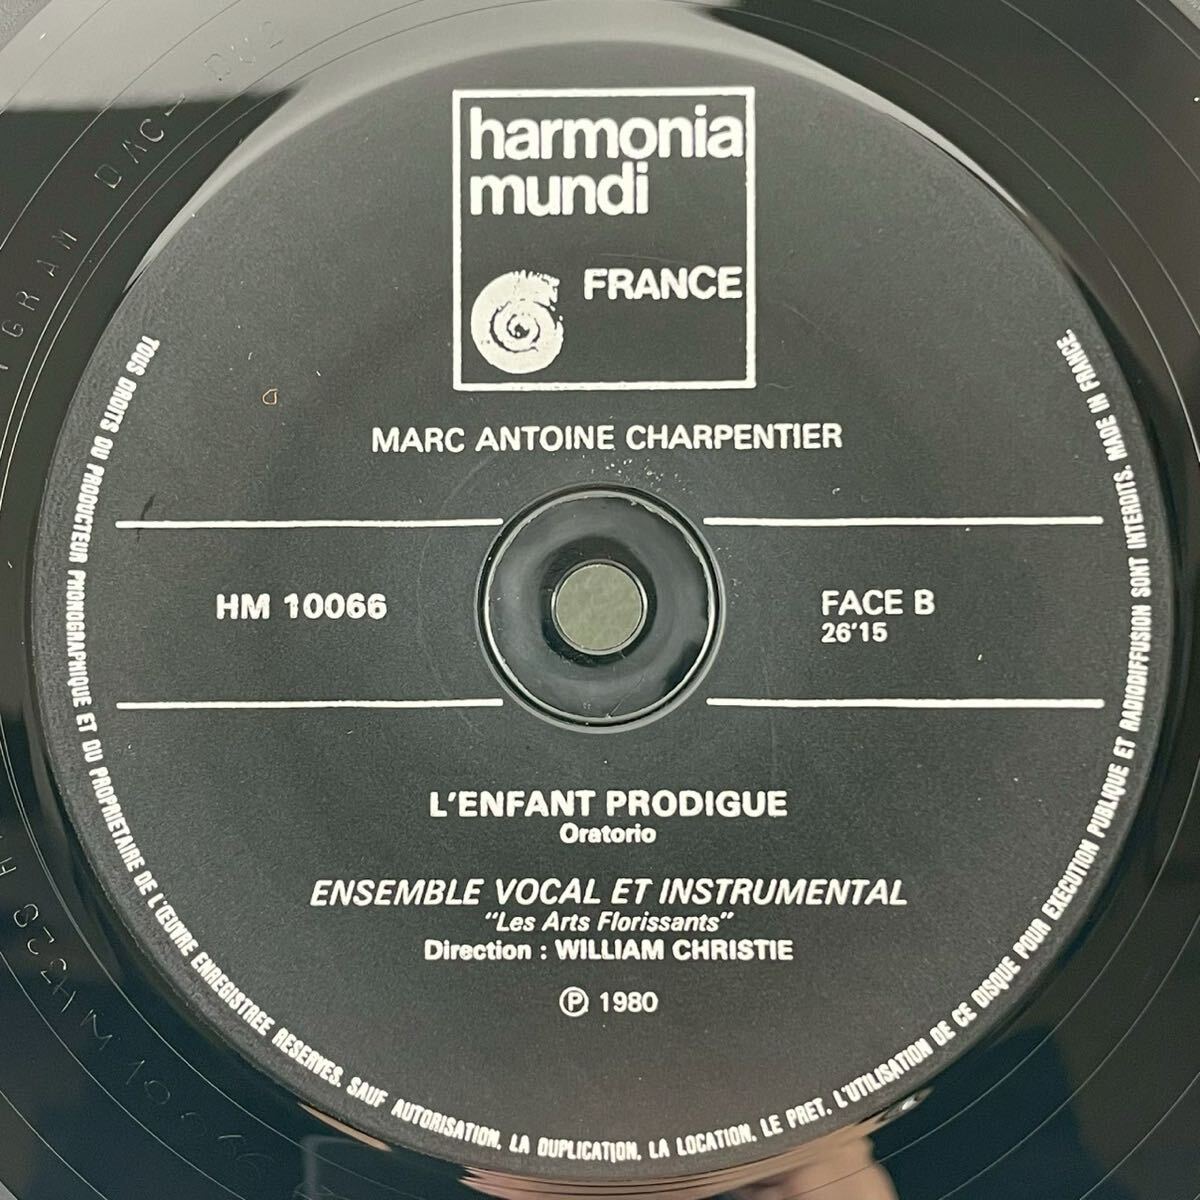 harmonia
mundi
FRANCE
MARC ANTOINE CHARPENTIER
HM 10066
FACE B
26'15
L'ENFANT PRODIGUE
Oratorio
ENSEMBLE VOCAL ET INSTRUMENTAL
"Les Arts Florissants"
Direction : WILLIAM CHRISTIE
Ⓟ 1980
TOUS DROITS DU PRODUCTEUR PHONOGRAPHIQUE ET DU PROPRIETAIRE DE L'ŒUVRE ENREGISTREE RESERVES. SAUF AUTORISATION, LA DUPLICATION, LA LOCATION, LE PRET, L'UTILISATION DE CE DISQUE POUR EXECUTION PUBLIQUE ET RADIODIFFUSION SONT INTERDITS. MADE IN FRANCE.